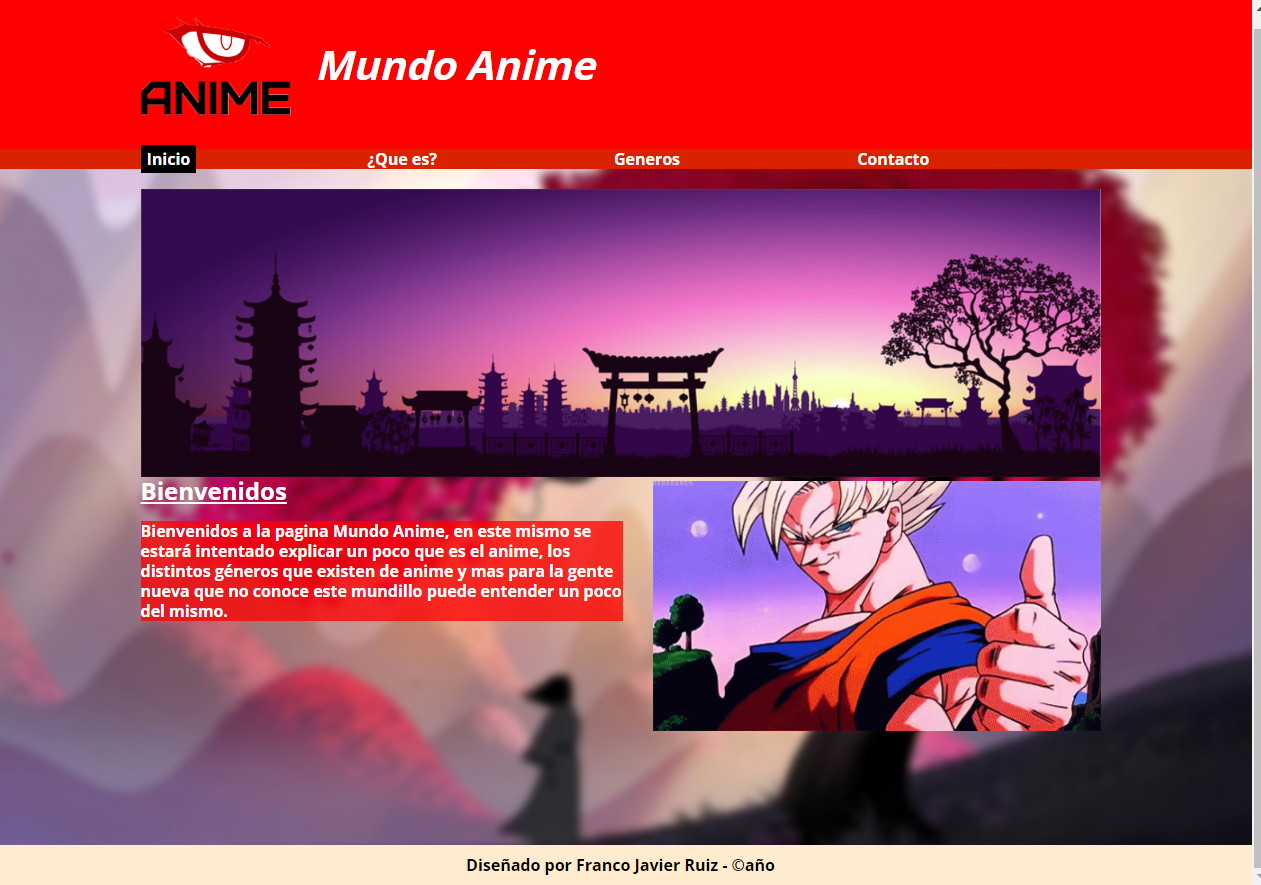 ANIME
Mundo Anime
Inicio
¿Que es?
Generos
Contacto
Bienvenidos
Bienvenidos a la pagina Mundo Anime, en este mismo se
estará intentado explicar un poco que es el anime, los
distintos géneros que existen de anime y mas para la gente
nueva que no conoce este mundillo puede entender un poco
del mismo.
Diseñado por Franco Javier Ruiz - ©año